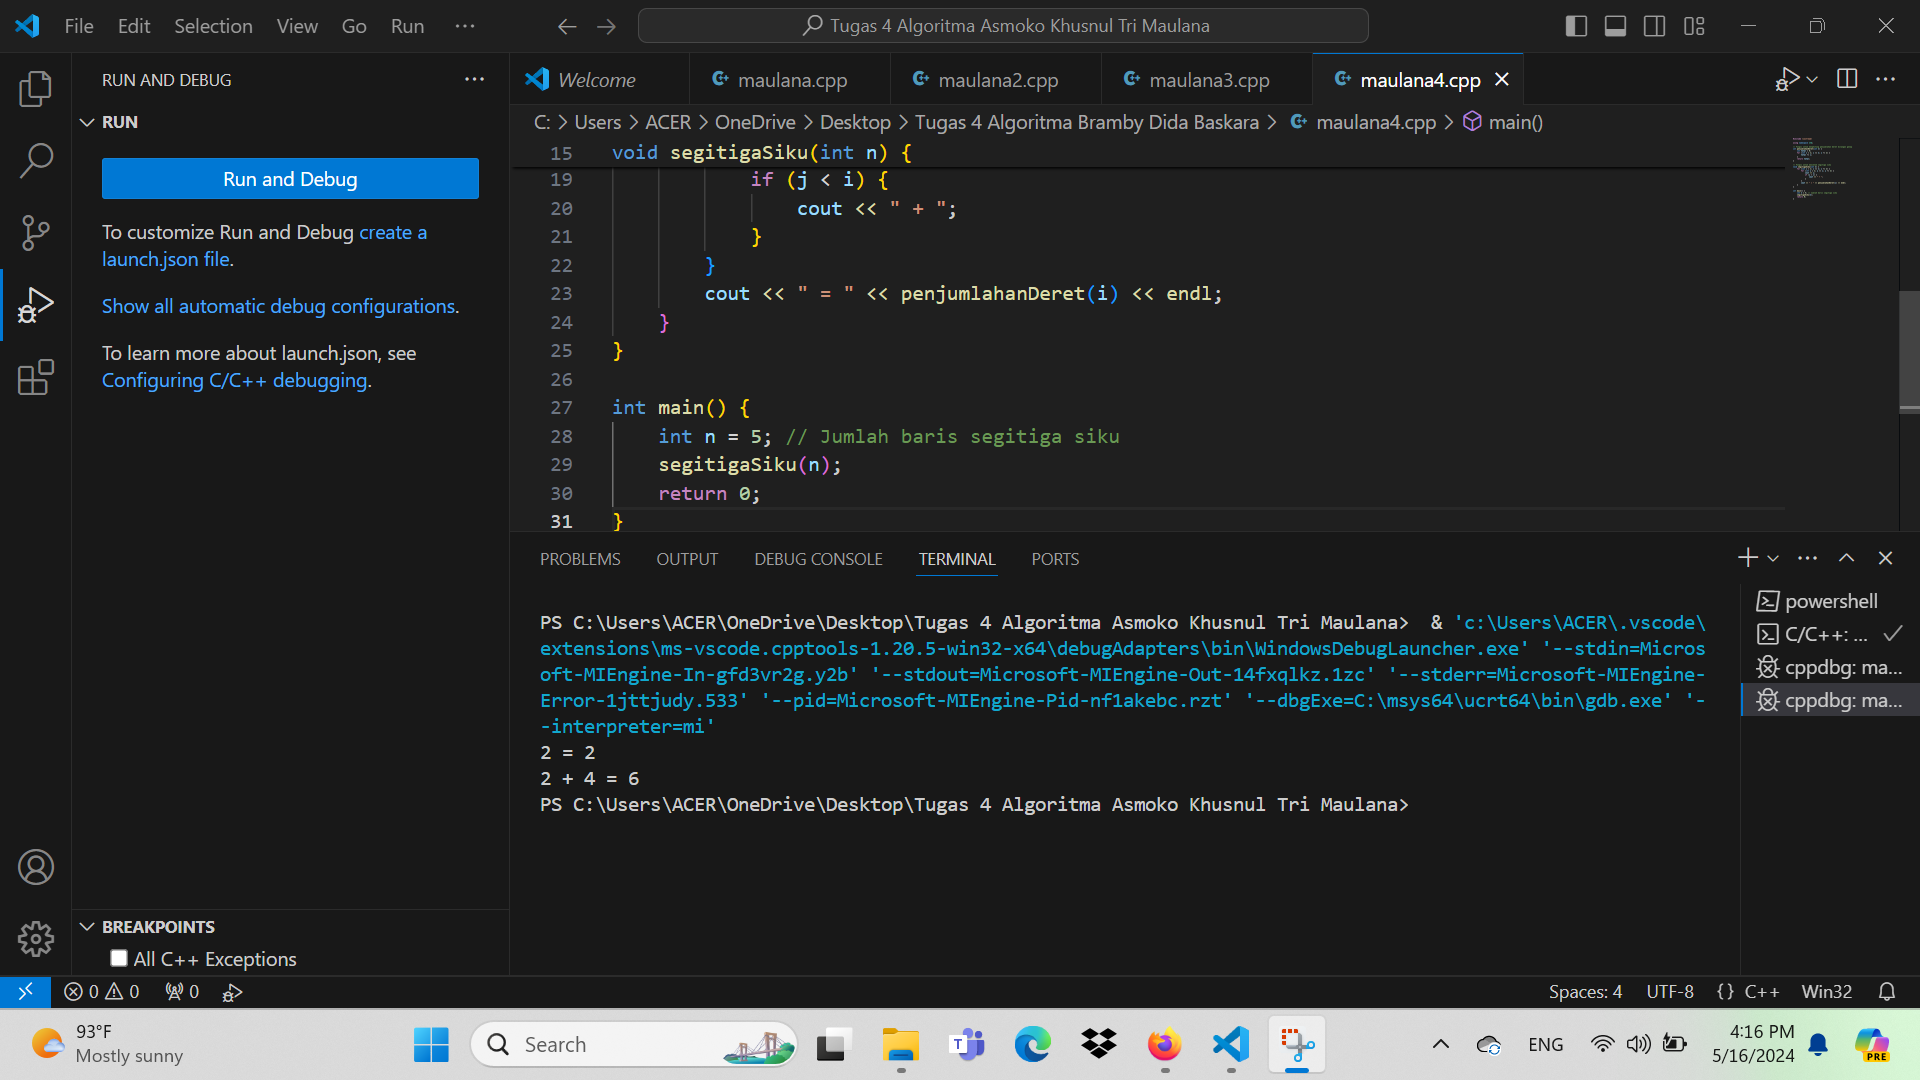 File Edit Selection View Go Run ···
Tugas 4 Algoritma Asmoko Khusnul Tri Maulana
RUN AND DEBUG ···
RUN
Run and Debug
To customize Run and Debug create a
launch.json file.
Show all automatic debug configurations.
To learn more about launch.json, see
Configuring C/C++ debugging.
BREAKPOINTS
All C++ Exceptions
Welcome maulana.cpp maulana2.cpp maulana3.cpp maulana4.cpp
C: > Users > ACER > OneDrive > Desktop > Tugas 4 Algoritma Bramby Dida Baskara > maulana4.cpp > main()
15 void segitigaSiku(int n) {
19 if (j < i) {
20 cout << " + ";
21 }
22 }
23 cout << " = " << penjumlahanDeret(i) << endl;
24 }
25 }
26
27 int main() {
28 int n = 5; // Jumlah baris segitiga siku
29 segitigaSiku(n);
30 return 0;
31 }
PROBLEMS OUTPUT DEBUG CONSOLE TERMINAL PORTS
PS C:\Users\ACER\OneDrive\Desktop\Tugas 4 Algoritma Asmoko Khusnul Tri Maulana> & 'c:\Users\ACER\.vscode\
extensions\ms-vscode.cpptools-1.20.5-win32-x64\debugAdapters\bin\WindowsDebugLauncher.exe' '--stdin=Micros
oft-MIEngine-In-gfd3vr2g.y2b' '--stdout=Microsoft-MIEngine-Out-14fxqlkz.1zc' '--stderr=Microsoft-MIEngine-
Error-1jttjudy.533' '--pid=Microsoft-MIEngine-Pid-nf1akebc.rzt' '--dbgExe=C:\msys64\ucrt64\bin\gdb.exe' '-
-interpreter=mi'
2 = 2
2 + 4 = 6
PS C:\Users\ACER\OneDrive\Desktop\Tugas 4 Algoritma Asmoko Khusnul Tri Maulana>
powershell
C/C++: ...
cppdbg: ma...
cppdbg: ma...
0 0 0
Spaces: 4 UTF-8 {} C++ Win32
93°F
Mostly sunny
Search
ENG
4:16 PM
5/16/2024
PRE